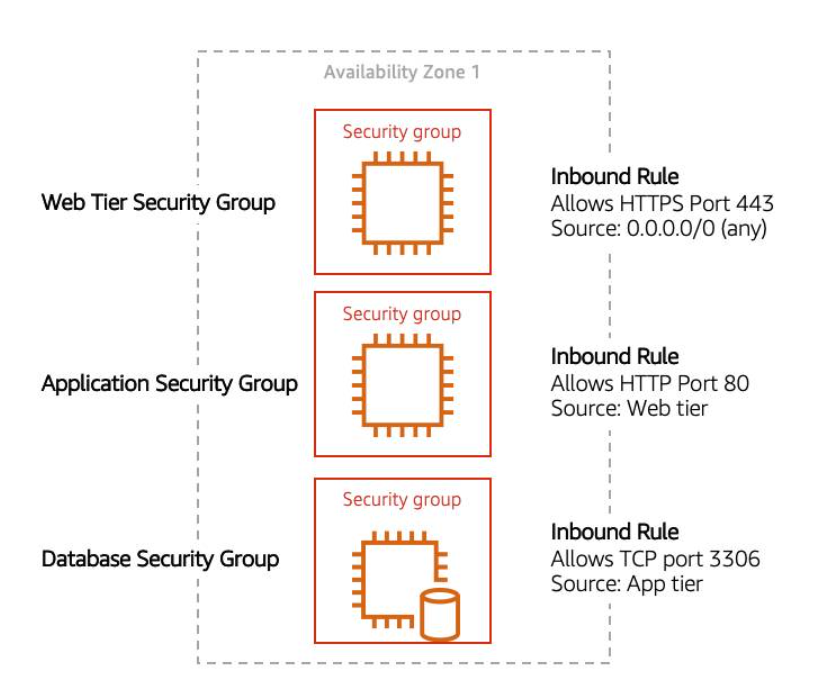 Availability Zone 1
Security group
Web Tier Security Group
Inbound Rule
Allows HTTPS Port 443
Source: 0.0.0.0/0 (any)
Security group
Application Security Group
Inbound Rule
Allows HTTP Port 80
Source: Web tier
Security group
Database Security Group
Inbound Rule
Allows TCP port 3306
Source: App tier